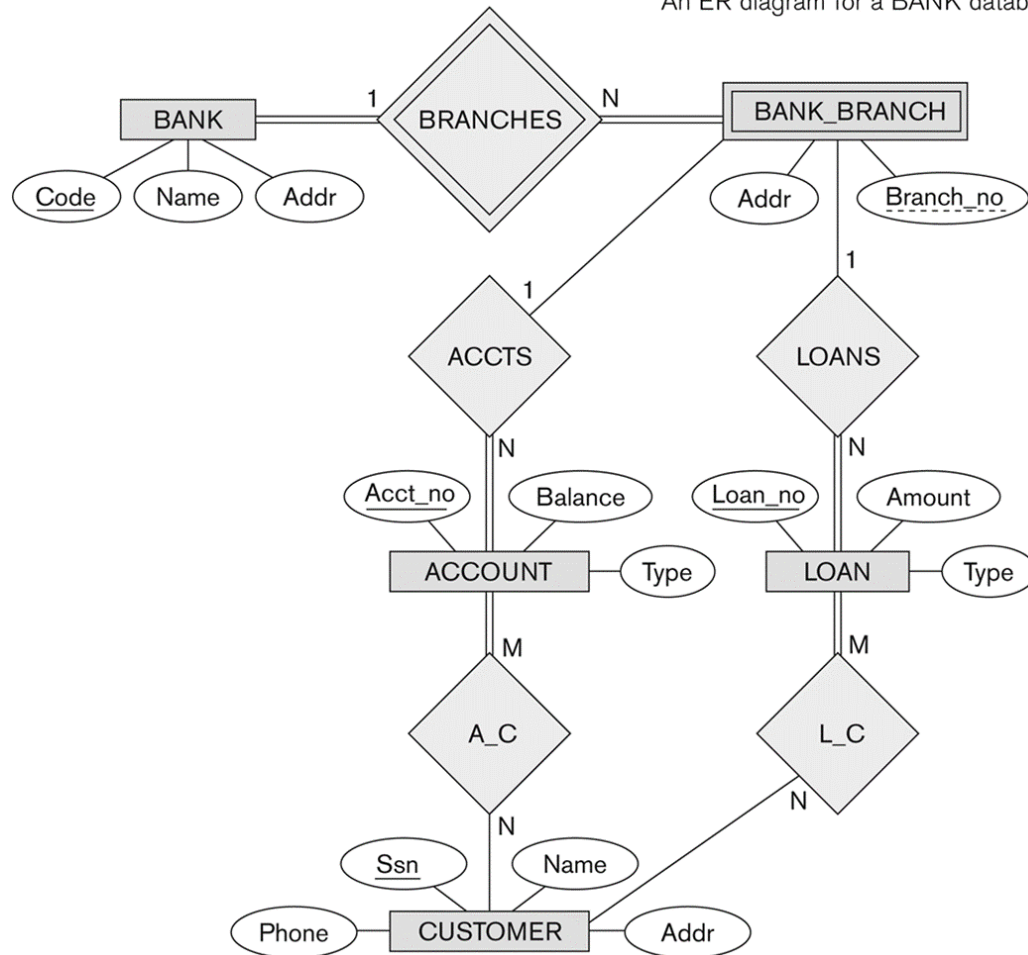 An ER diagram for a BANK datab
1
N
BANK
BRANCHES
BANK_BRANCH
Code
Name
Addr
Addr
Branch_no
1
1
ACCTS
LOANS
N
N
Acct_no
Balance
Loan_no
Amount
ACCOUNT
Type
LOAN
Type
M
M
A_C
L_C
N
N
Ssn
Name
Phone
CUSTOMER
Addr